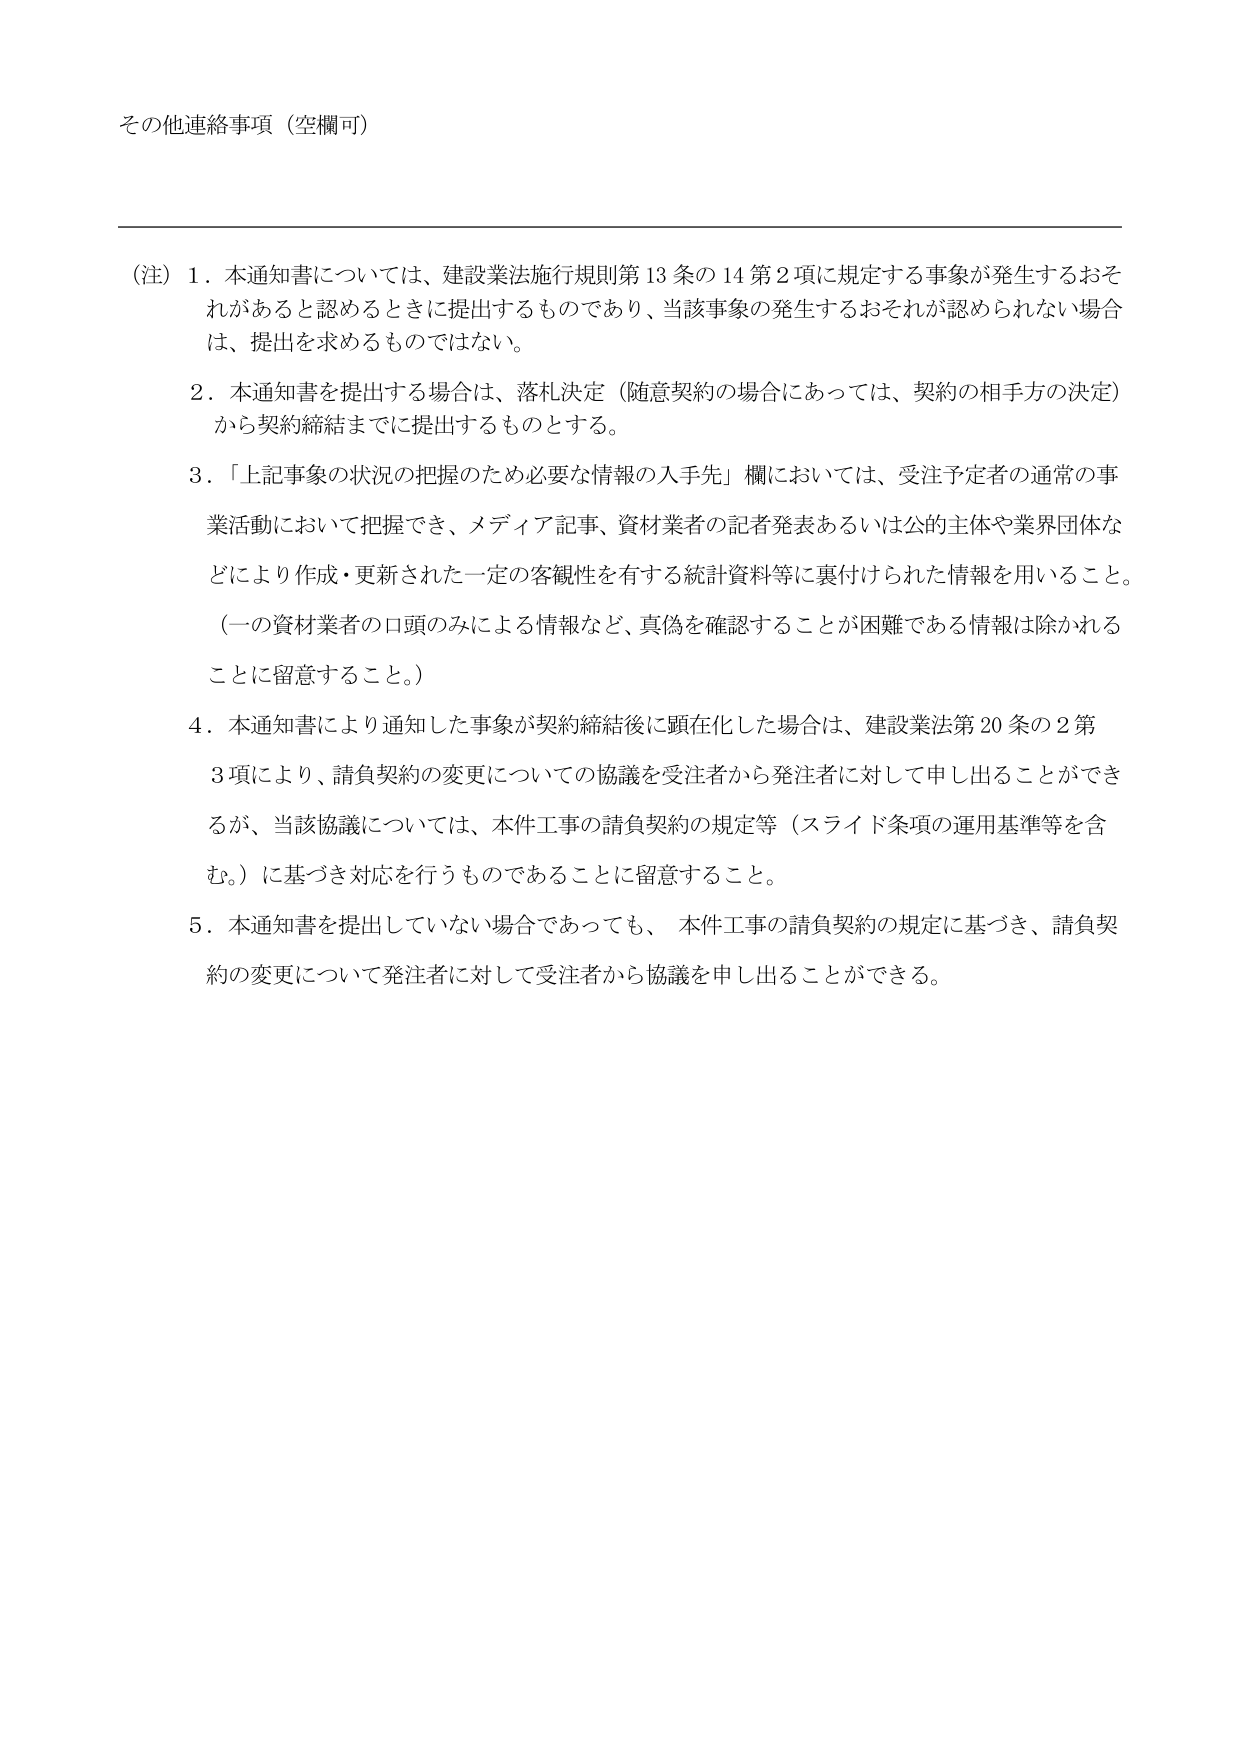 その他連絡事項（空欄可）
（注）１．本通知書については、建設業法施行規則第 13 条の 14 第２項に規定する事象が発生するおそ
れがあると認めるときに提出するものであり、当該事象の発生するおそれが認められない場合
は、提出を求めるものではない。
２．本通知書を提出する場合は、落札決定（随意契約の場合にあっては、契約の相手方の決定）
から契約締結までに提出するものとする。
３．「上記事象の状況の把握のため必要な情報の入手先」欄においては、受注予定者の通常の事
業活動において把握でき、メディア記事、資材業者の記者発表あるいは公的主体や業界団体な
どにより作成・更新された一定の客観性を有する統計資料等に裏付けられた情報を用いること。
（一の資材業者の口頭のみによる情報など、真偽を確認することが困難である情報は除かれる
ことに留意すること。）
４．本通知書により通知した事象が契約締結後に顕在化した場合は、建設業法第 20 条の２第
３項により、請負契約の変更についての協議を受注者から発注者に対して申し出ることができ
るが、当該協議については、本件工事の請負契約の規定等（スライド条項の運用基準等を含
む。）に基づき対応を行うものであることに留意すること。
５．本通知書を提出していない場合であっても、 本件工事の請負契約の規定に基づき、請負契
約の変更について発注者に対して受注者から協議を申し出ることができる。